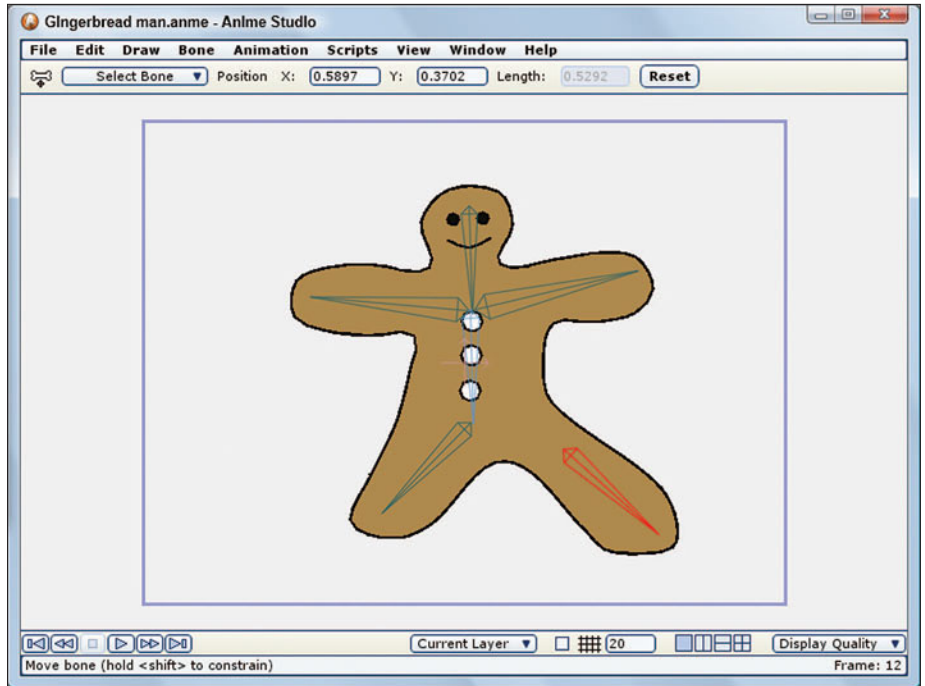 GIngerbread man.anme - AnIme StudIo
File Edit Draw Bone Animation Scripts View Window Help
Select Bone Position X: 0.5897 Y: 0.3702 Length: 0.5292 Reset
Current Layer 20 Display Quality
Move bone (hold <shift> to constrain) Frame: 12